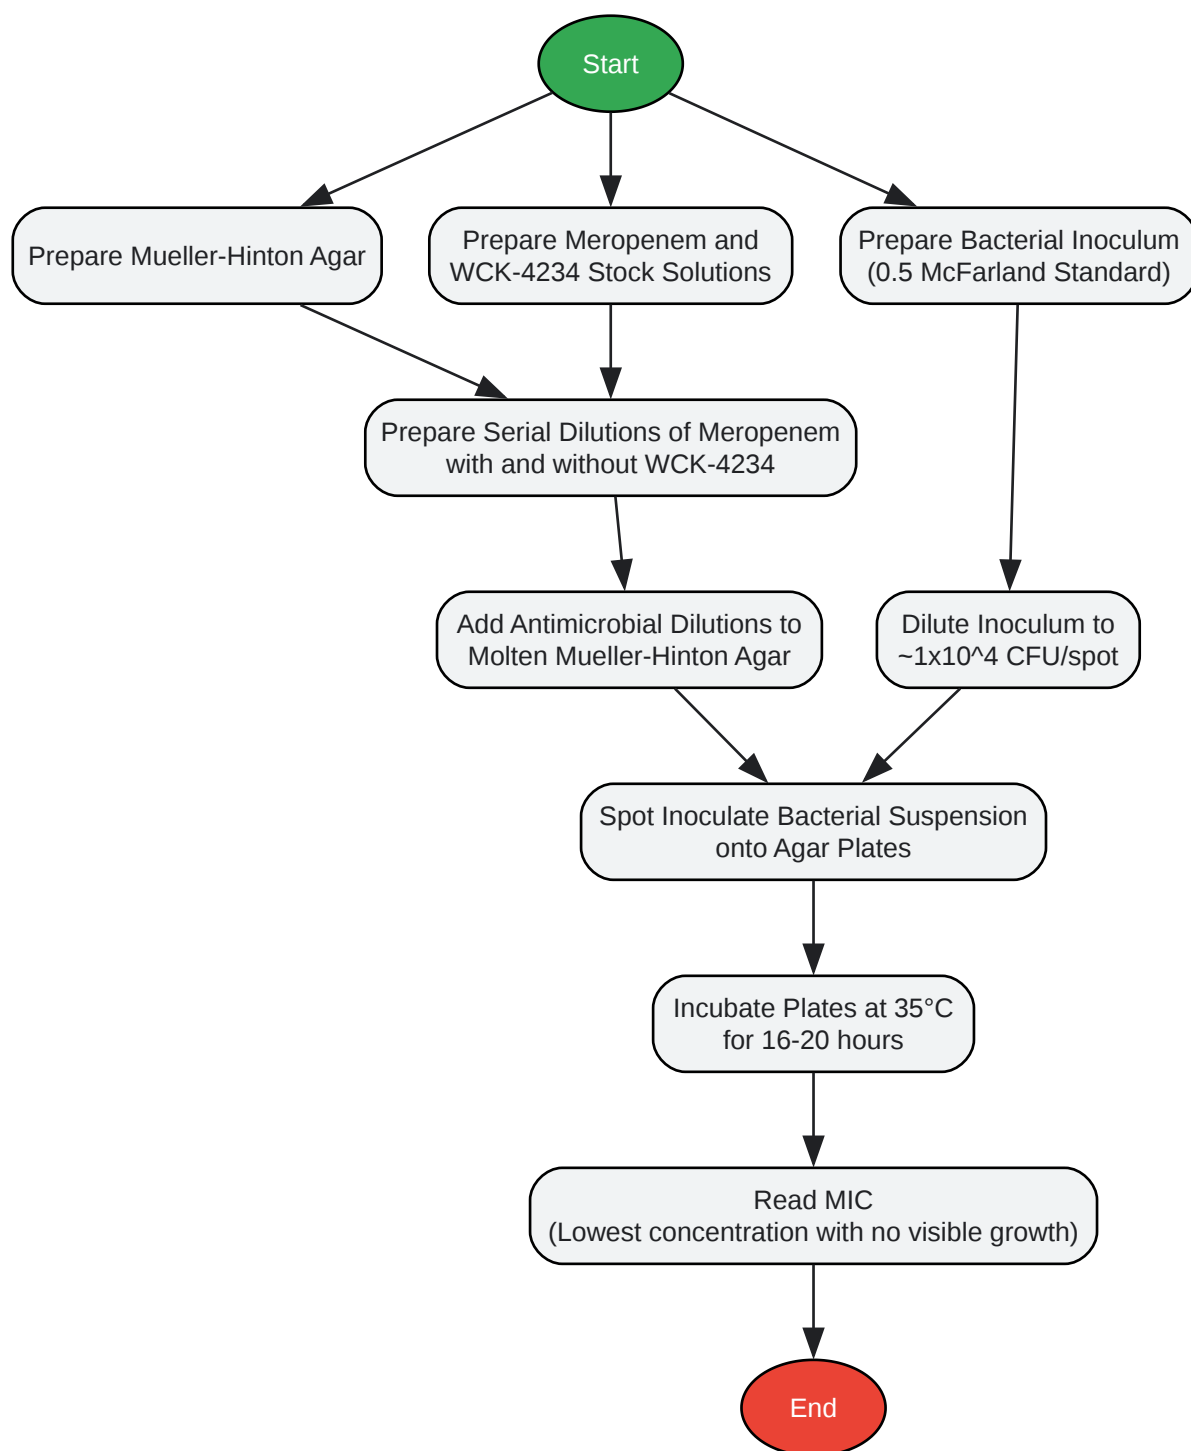 Start
Prepare Mueller-Hinton Agar
Prepare Meropenem and
WCK-4234 Stock Solutions
Prepare Bacterial Inoculum
(0.5 McFarland Standard)
Prepare Serial Dilutions of Meropenem
with and without WCK-4234
Add Antimicrobial Dilutions to
Molten Mueller-Hinton Agar
Dilute Inoculum to
~1x10^4 CFU/spot
Spot Inoculate Bacterial Suspension
onto Agar Plates
Incubate Plates at 35°C
for 16-20 hours
Read MIC
(Lowest concentration with no visible growth)
End